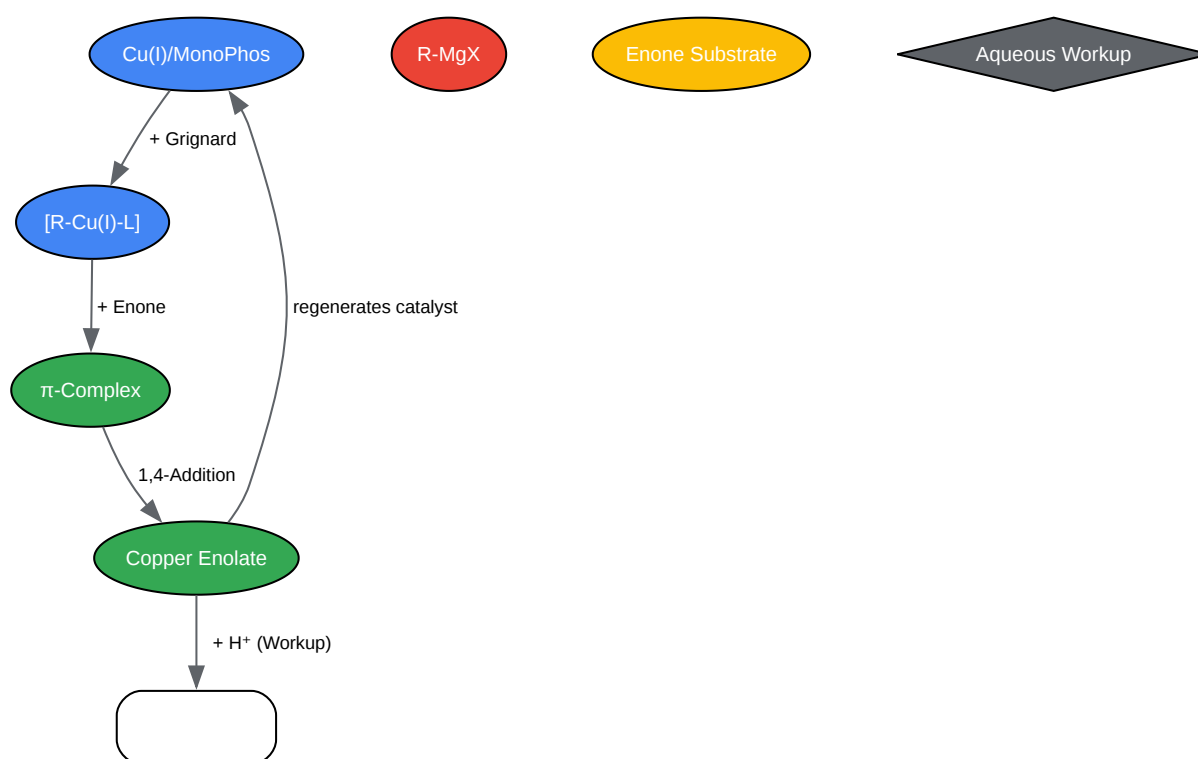 Cu(I)/MonoPhos
R-MgX
Enone Substrate
Aqueous Workup
+ Grignard
[R-Cu(I)-L]
+ Enone
regenerates catalyst
π-Complex
1,4-Addition
Copper Enolate
+ H⁺ (Workup)